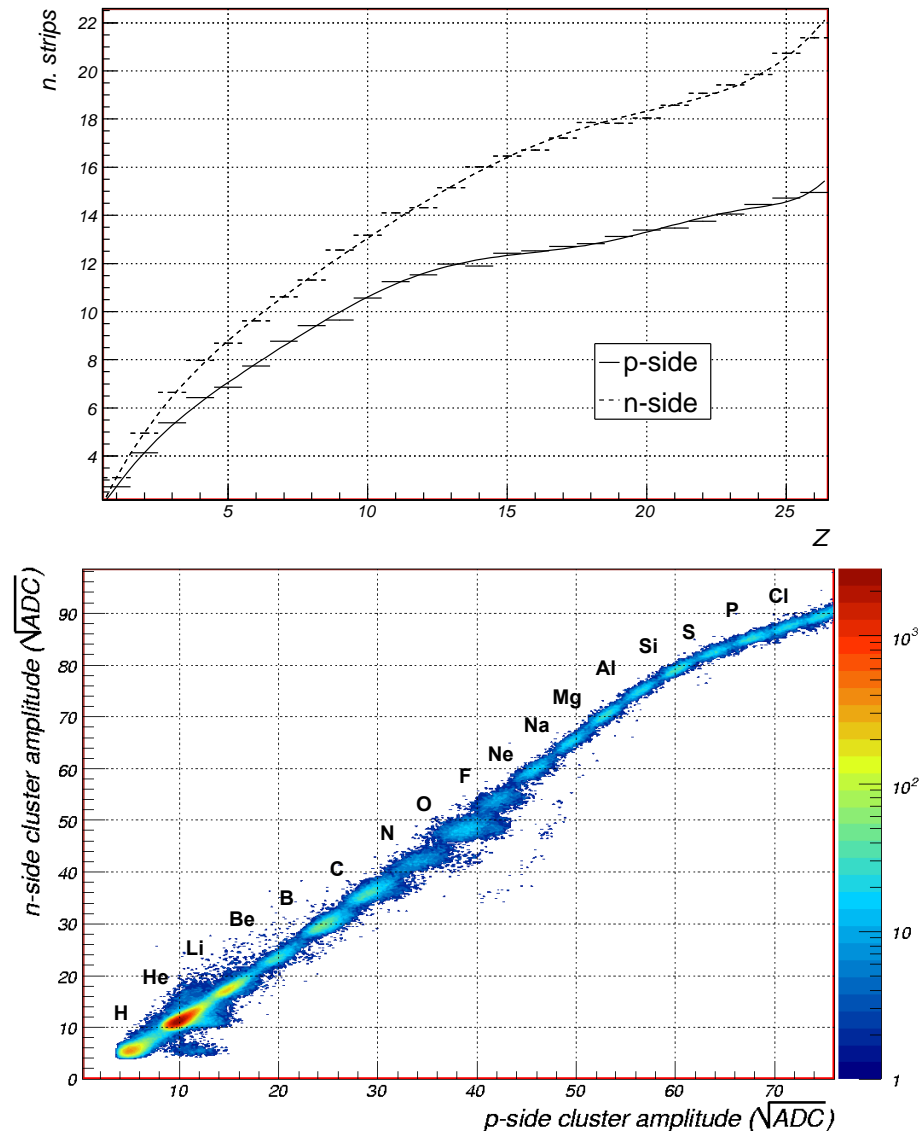 n. strips
22
20
18
16
14
12
10
8
6
4
p-side
n-side
5 10 15 20 25
Z
n-side cluster amplitude (√ADC)
90
80
70
60
50
40
30
20
10
0
H He Li Be B C N O F Ne Na Mg Al Si S P Cl
10³
10²
10
1
10 20 30 40 50 60 70
p-side cluster amplitude (√ADC)